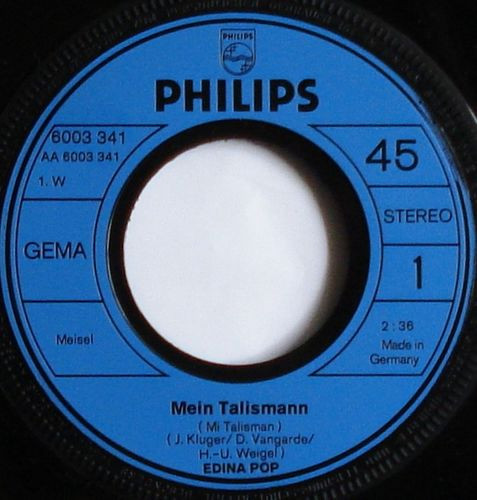 PHILIPS
PHILIPS
6003 341
AA 6003 341
1. W
45
STEREO
GEMA
1
Meisel
2:36
Made in
Germany
Mein Talismann
( Mi Talisman )
( J. Kluger/ D. Vangarde/
H.-U. Weigel )
EDINA POP